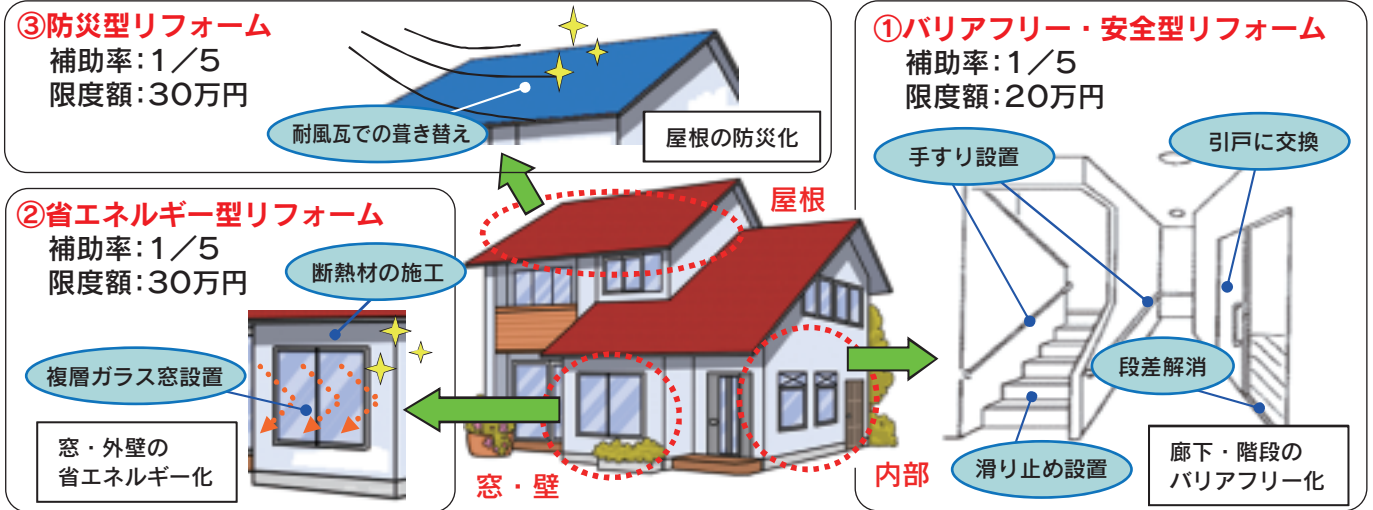 ③防災型リフォーム
補助率：1／5
限度額：30万円
耐風瓦での葺き替え
屋根の防災化
①バリアフリー・安全型リフォーム
補助率：1／5
限度額：20万円
手すり設置
引戸に交換
段差解消
滑り止め設置
廊下・階段の
バリアフリー化
②省エネルギー型リフォーム
補助率：1／5
限度額：30万円
断熱材の施工
複層ガラス窓設置
窓・外壁の
省エネルギー化
屋根
窓・壁
内部